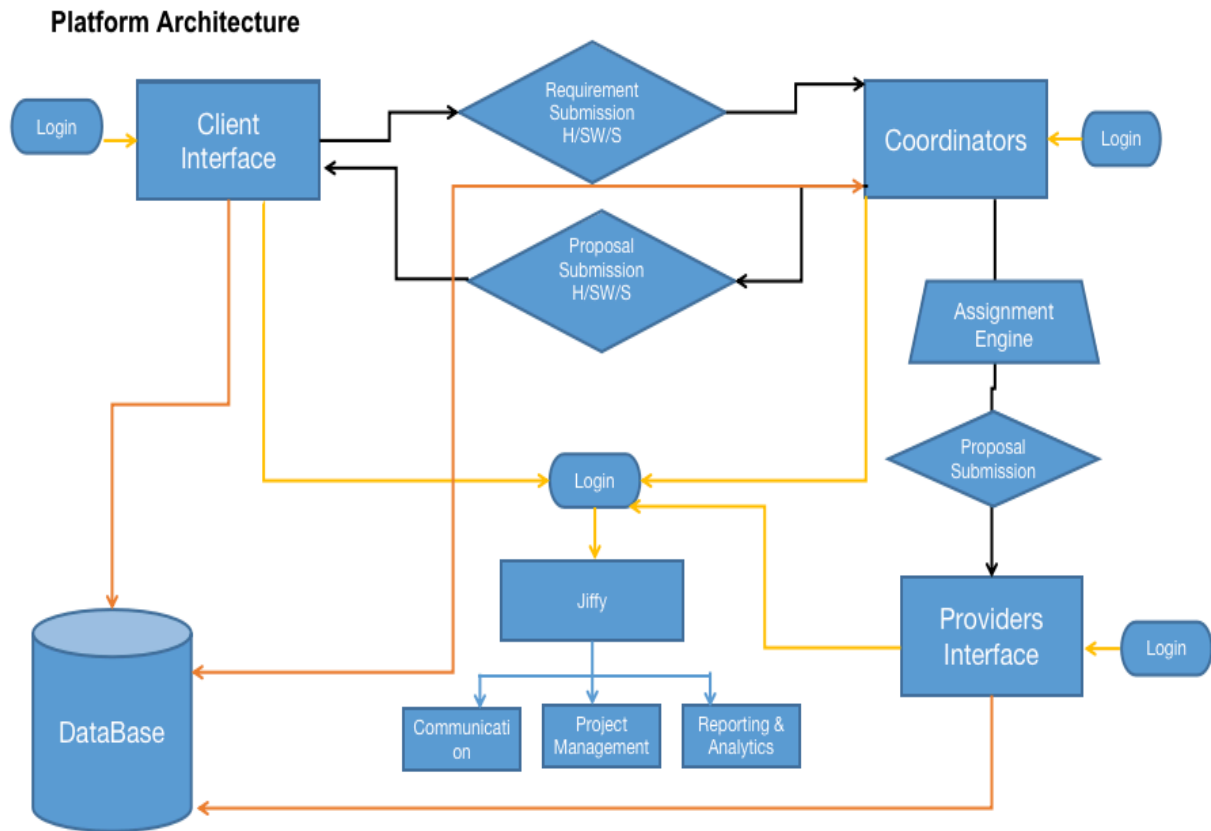 Platform Architecture
Login
Client
Interface
Requirement
Submission
H/SW/S
Coordinators
Login
Proposal
Submission
H/SW/S
Assignment
Engine
Proposal
Submission
Login
Jiffy
Providers
Interface
Login
DataBase
Communicati
on
Project
Management
Reporting &
Analytics